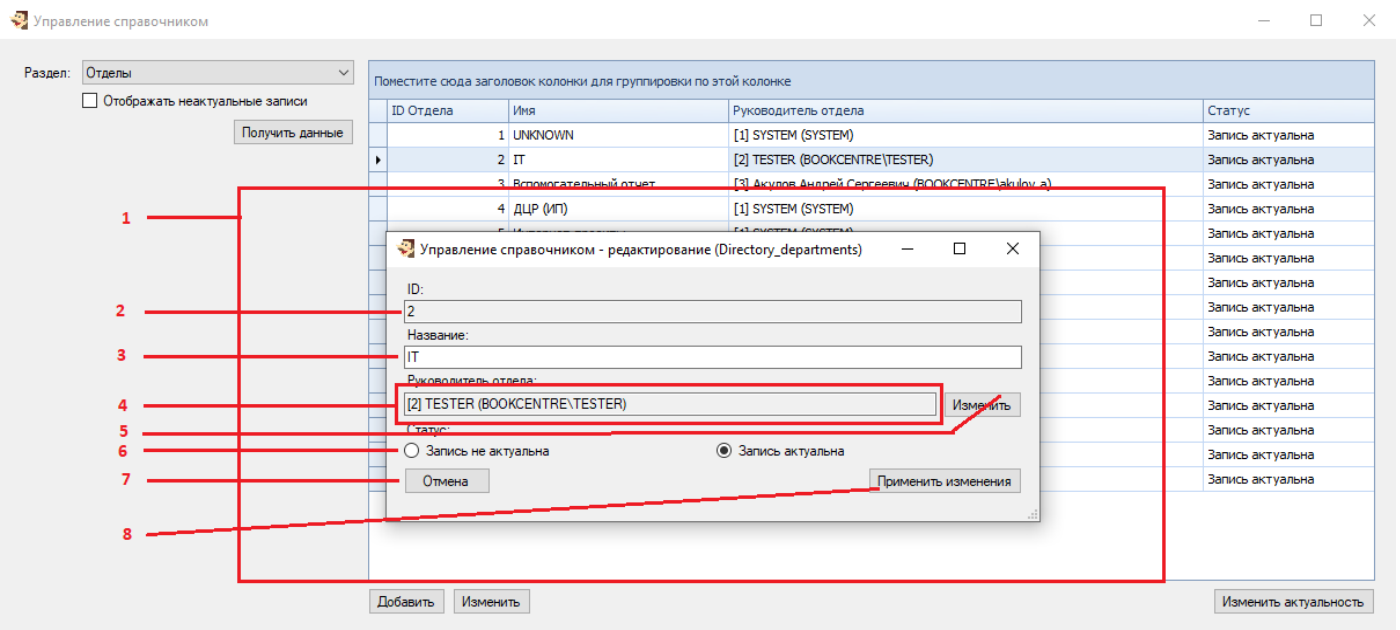 Управление справочником
Раздел: Отделы
Отображать неактуальные записи
Получить данные
Поместите сюда заголовок колонки для группировки по этой колонке
ID Отдела Имя Руководитель отдела Статус
1 UNKNOWN [1] SYSTEM (SYSTEM) Запись актуальна
2 IT [2] TESTER (BOOKCENTRE\TESTER) Запись актуальна
3 Вспомогательный отчет [3] Акулов Андрей Сергеевич (BOOKCENTRE\akulov_a) Запись актуальна
4 ДЦР (ИП) [1] SYSTEM (SYSTEM) Запись актуальна
5 Интернет-проекты [1] SYSTEM (SYSTEM) Запись актуальна
Запись актуальна
Запись актуальна
Запись актуальна
Запись актуальна
Запись актуальна
Запись актуальна
Запись актуальна
Запись актуальна
Запись актуальна
Запись актуальна
1
Управление справочником - редактирование (Directory_departments)
ID:
2
2
Название:
3
IT
Руководитель отдела:
4
[2] TESTER (BOOKCENTRE\TESTER) Изменить
5
Статус:
6
Запись не актуальна Запись актуальна
7
Отмена Применить изменения
8
Добавить Изменить Изменить актуальность